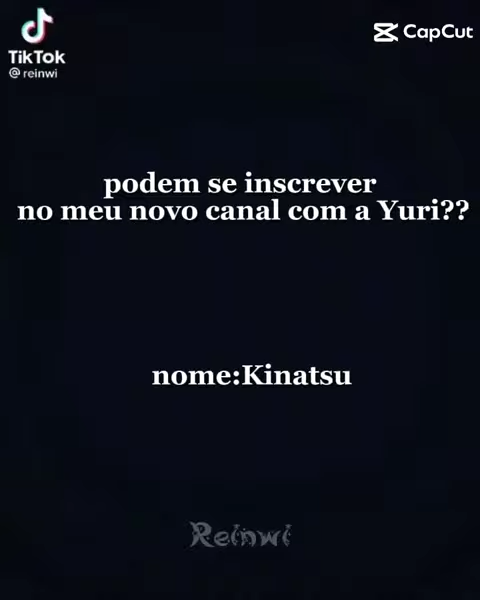 TikTok
@reinwi
CapCut
podem se inscrever
no meu novo canal com a Yuri??
nome:Kinatsu
Reinwi